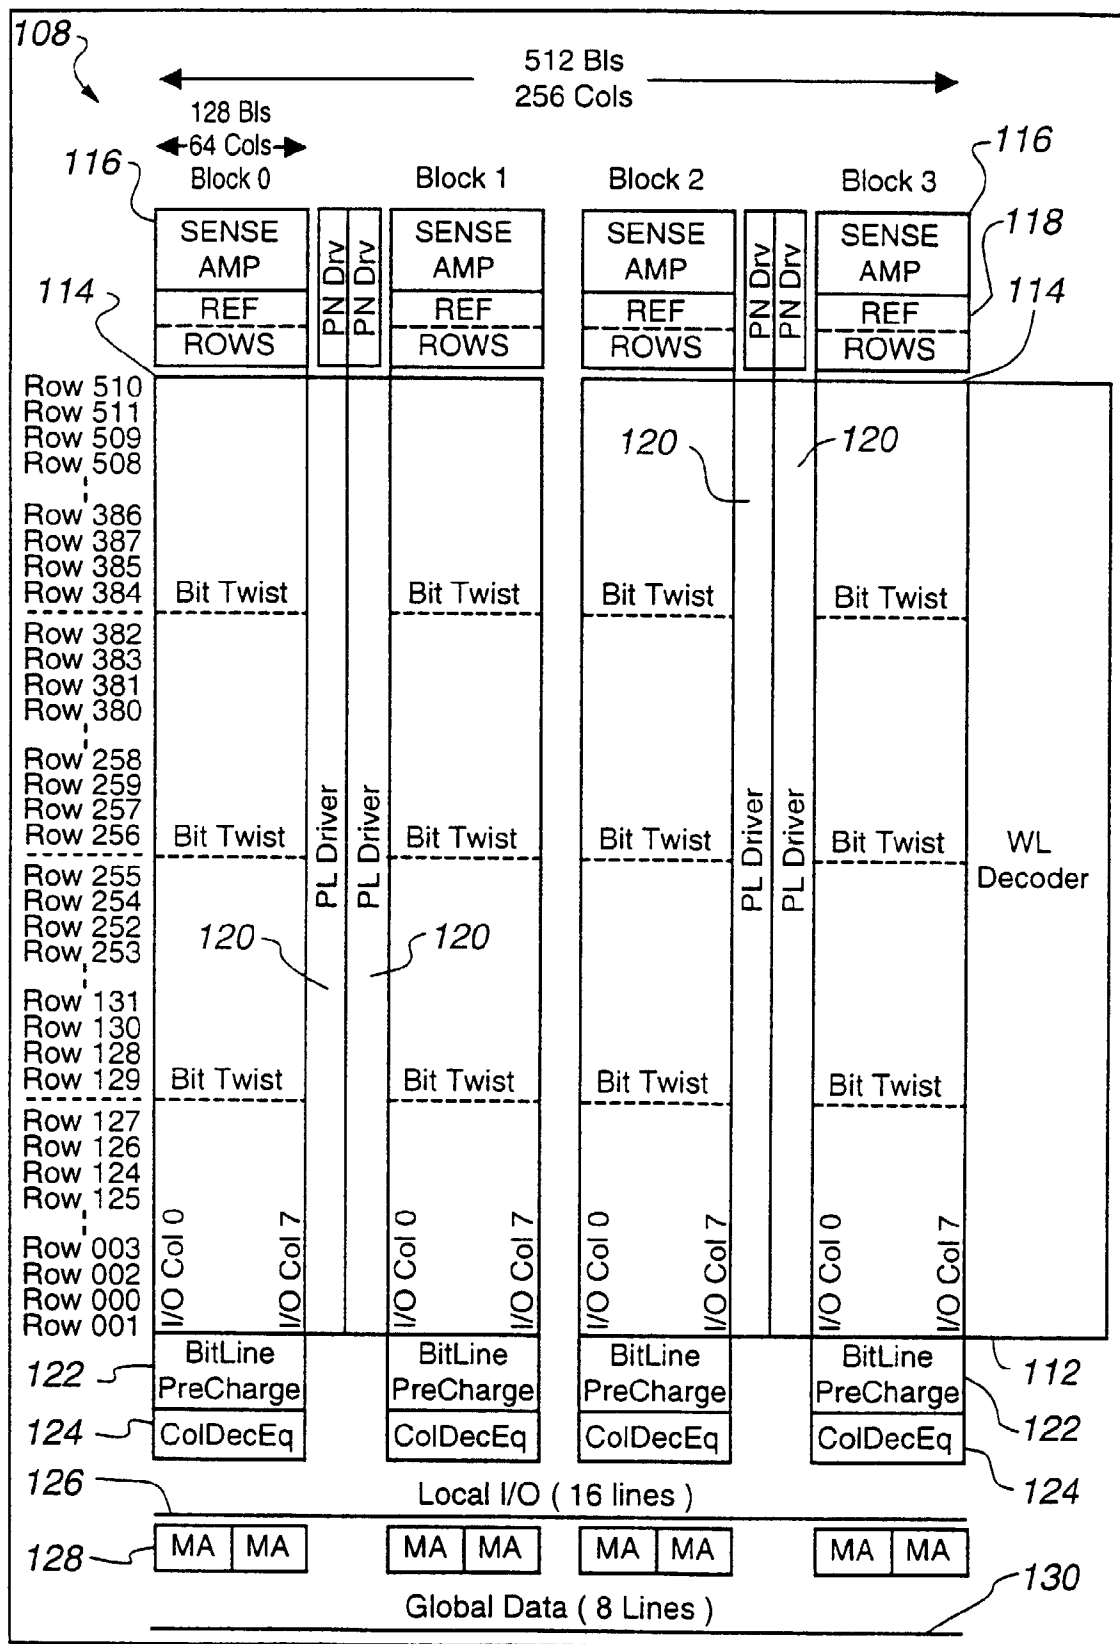 108
512 Bls
256 Cols
128 Bls
64 Cols
116
Block 0
Block 1
Block 2
Block 3
116
SENSE AMP
REF
ROWS
PN Drv
PN Drv
SENSE AMP
REF
ROWS
SENSE AMP
REF
ROWS
PN Drv
PN Drv
SENSE AMP
REF
ROWS
118
114
114
Row 510
Row 511
Row 509
Row 508
120
120
Row 386
Row 387
Row 385
Row 384
Bit Twist
Bit Twist
Bit Twist
Bit Twist
Row 382
Row 383
Row 381
Row 380
Row 258
Row 259
Row 257
Row 256
Bit Twist
Bit Twist
Bit Twist
Bit Twist
PL Driver
PL Driver
PL Driver
PL Driver
WL
Decoder
Row 255
Row 254
Row 252
Row 253
120
120
Row 131
Row 130
Row 128
Row 129
Bit Twist
Bit Twist
Bit Twist
Bit Twist
Row 127
Row 126
Row 124
Row 125
Row 003
Row 002
Row 000
Row 001
I/O Col 0
I/O Col 7
I/O Col 0
I/O Col 7
I/O Col 0
I/O Col 7
I/O Col 0
I/O Col 7
112
122
BitLine
PreCharge
BitLine
PreCharge
BitLine
PreCharge
BitLine
PreCharge
122
124
ColDecEq
ColDecEq
ColDecEq
ColDecEq
124
126
Local I/O ( 16 lines )
128
MA MA
MA MA
MA MA
MA MA
130
Global Data ( 8 Lines )